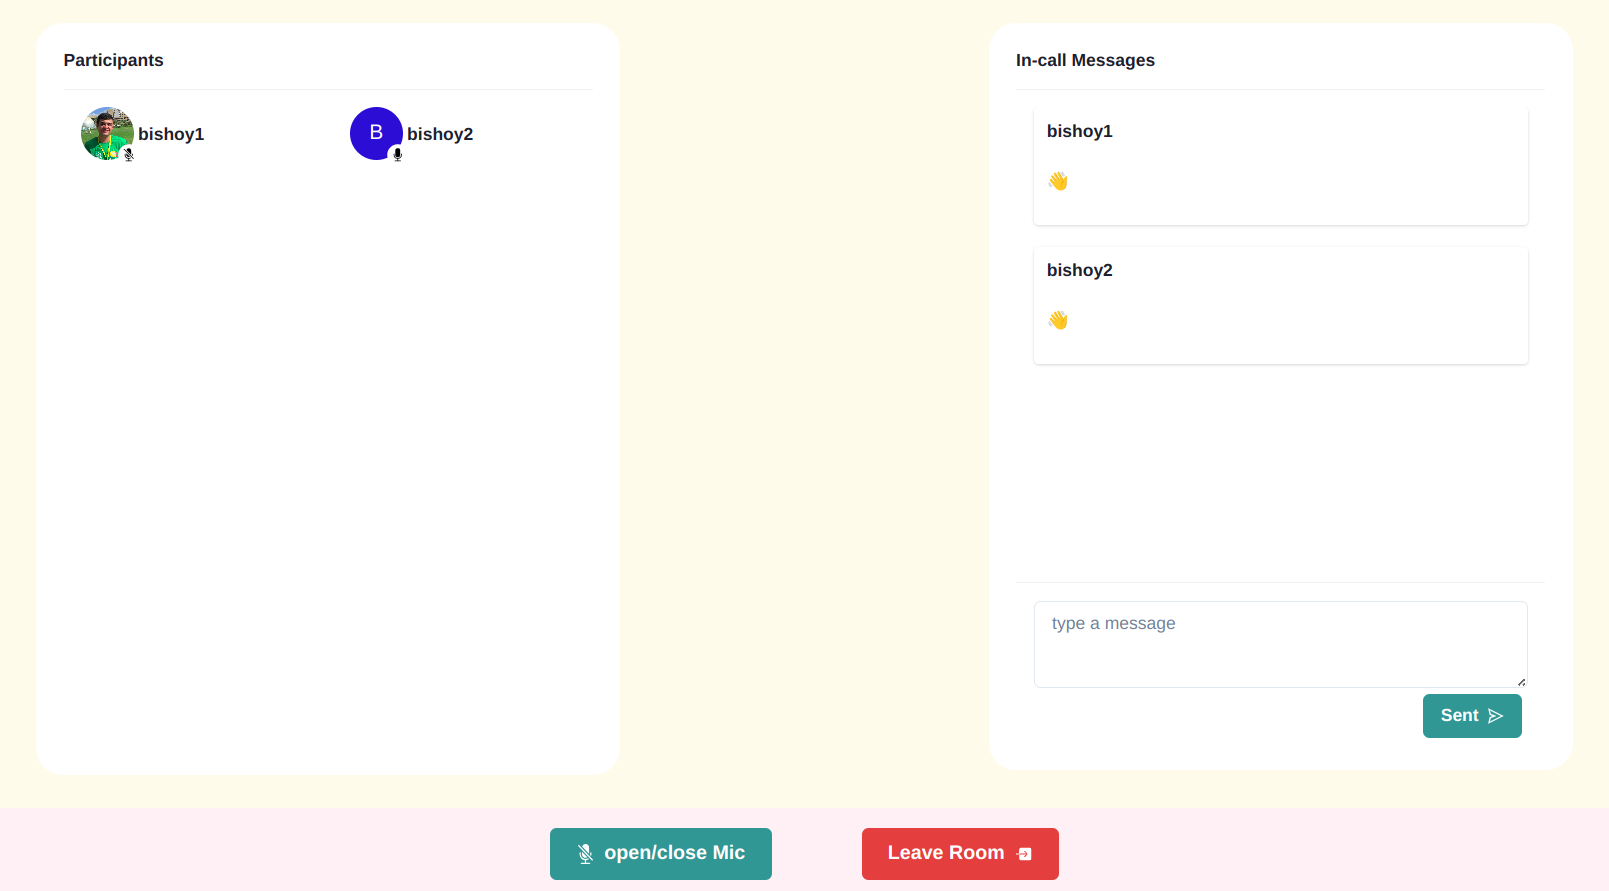 Participants
bishoy1
B
bishoy2
In-call Messages
bishoy1
👋
bishoy2
👋
type a message
Sent
open/close Mic
Leave Room